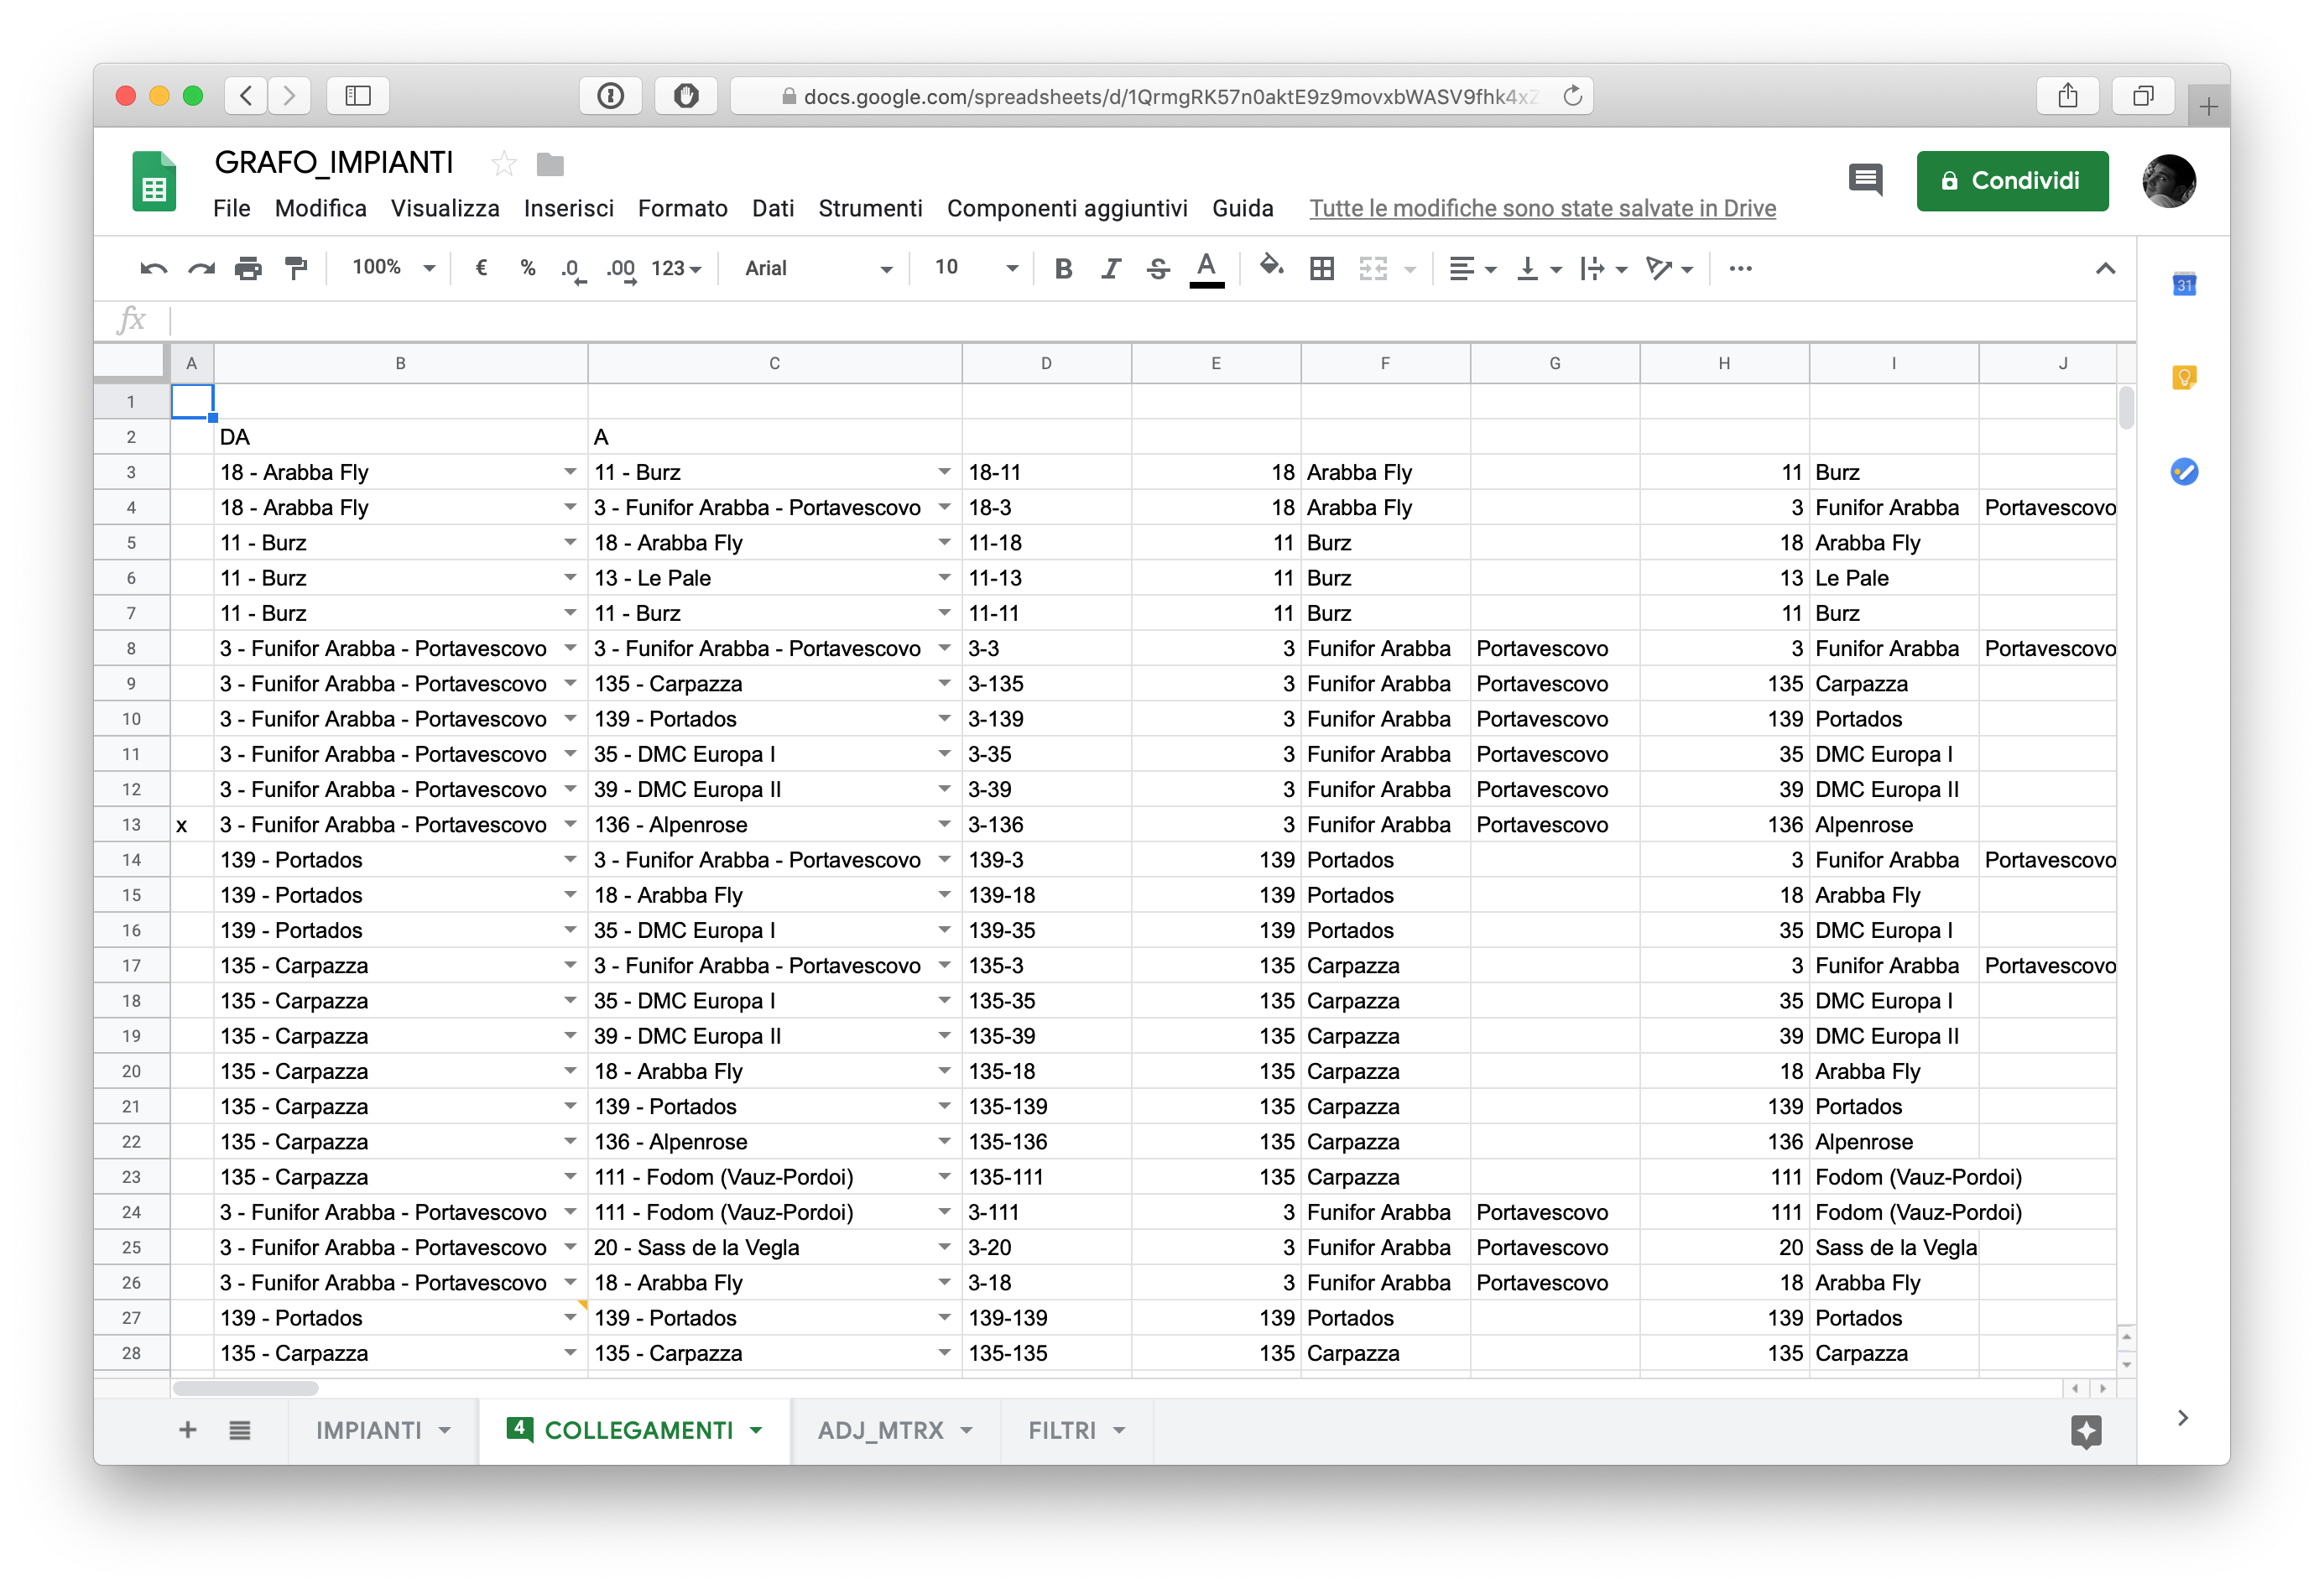 docs.google.com/spreadsheets/d/1QrmgRK57n0aktE9z9movxbWASV9fhk4xZ
GRAFO_IMPIANTI
Condividi
File Modifica Visualizza Inserisci Formato Dati Strumenti Componenti aggiuntivi Guida Tutte le modifiche sono state salvate in Drive
100% € % .0 .00 123 Arial 10 B I S A
31
fx
A B C D E F G H I J
1
2 DA A
3 18 - Arabba Fly 11 - Burz 18-11 18 Arabba Fly 11 Burz
4 18 - Arabba Fly 3 - Funifor Arabba - Portavescovo 18-3 18 Arabba Fly 3 Funifor Arabba Portavescovo
5 11 - Burz 18 - Arabba Fly 11-18 11 Burz 18 Arabba Fly
6 11 - Burz 13 - Le Pale 11-13 11 Burz 13 Le Pale
7 11 - Burz 11 - Burz 11-11 11 Burz 11 Burz
8 3 - Funifor Arabba - Portavescovo 3 - Funifor Arabba - Portavescovo 3-3 3 Funifor Arabba Portavescovo 3 Funifor Arabba Portavescovo
9 3 - Funifor Arabba - Portavescovo 135 - Carpazza 3-135 3 Funifor Arabba Portavescovo 135 Carpazza
10 3 - Funifor Arabba - Portavescovo 139 - Portados 3-139 3 Funifor Arabba Portavescovo 139 Portados
11 3 - Funifor Arabba - Portavescovo 35 - DMC Europa I 3-35 3 Funifor Arabba Portavescovo 35 DMC Europa I
12 3 - Funifor Arabba - Portavescovo 39 - DMC Europa II 3-39 3 Funifor Arabba Portavescovo 39 DMC Europa II
13 x 3 - Funifor Arabba - Portavescovo 136 - Alpenrose 3-136 3 Funifor Arabba Portavescovo 136 Alpenrose
14 139 - Portados 3 - Funifor Arabba - Portavescovo 139-3 139 Portados 3 Funifor Arabba Portavescovo
15 139 - Portados 18 - Arabba Fly 139-18 139 Portados 18 Arabba Fly
16 139 - Portados 35 - DMC Europa I 139-35 139 Portados 35 DMC Europa I
17 135 - Carpazza 3 - Funifor Arabba - Portavescovo 135-3 135 Carpazza 3 Funifor Arabba Portavescovo
18 135 - Carpazza 35 - DMC Europa I 135-35 135 Carpazza 35 DMC Europa I
19 135 - Carpazza 39 - DMC Europa II 135-39 135 Carpazza 39 DMC Europa II
20 135 - Carpazza 18 - Arabba Fly 135-18 135 Carpazza 18 Arabba Fly
21 135 - Carpazza 139 - Portados 135-139 135 Carpazza 139 Portados
22 135 - Carpazza 136 - Alpenrose 135-136 135 Carpazza 136 Alpenrose
23 135 - Carpazza 111 - Fodom (Vauz-Pordoi) 135-111 135 Carpazza 111 Fodom (Vauz-Pordoi)
24 3 - Funifor Arabba - Portavescovo 111 - Fodom (Vauz-Pordoi) 3-111 3 Funifor Arabba Portavescovo 111 Fodom (Vauz-Pordoi)
25 3 - Funifor Arabba - Portavescovo 20 - Sass de la Vegla 3-20 3 Funifor Arabba Portavescovo 20 Sass de la Vegla
26 3 - Funifor Arabba - Portavescovo 18 - Arabba Fly 3-18 3 Funifor Arabba Portavescovo 18 Arabba Fly
27 139 - Portados 139 - Portados 139-139 139 Portados 139 Portados
28 135 - Carpazza 135 - Carpazza 135-135 135 Carpazza 135 Carpazza
IMPIANTI 4 COLLEGAMENTI ADJ_MTRX FILTRI